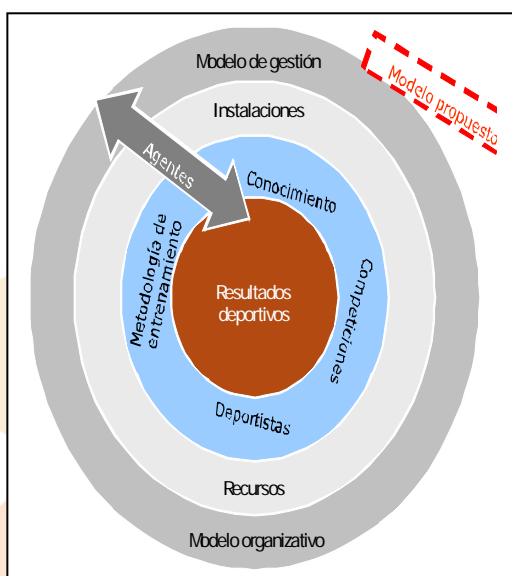 Modelo de gestión
Modelo propuesto
Instalaciones
Agentes
Conocimiento
Metodología de
entrenamiento
Competiciones
Resultados
deportivos
Deportistas
Recursos
Modelo organizativo